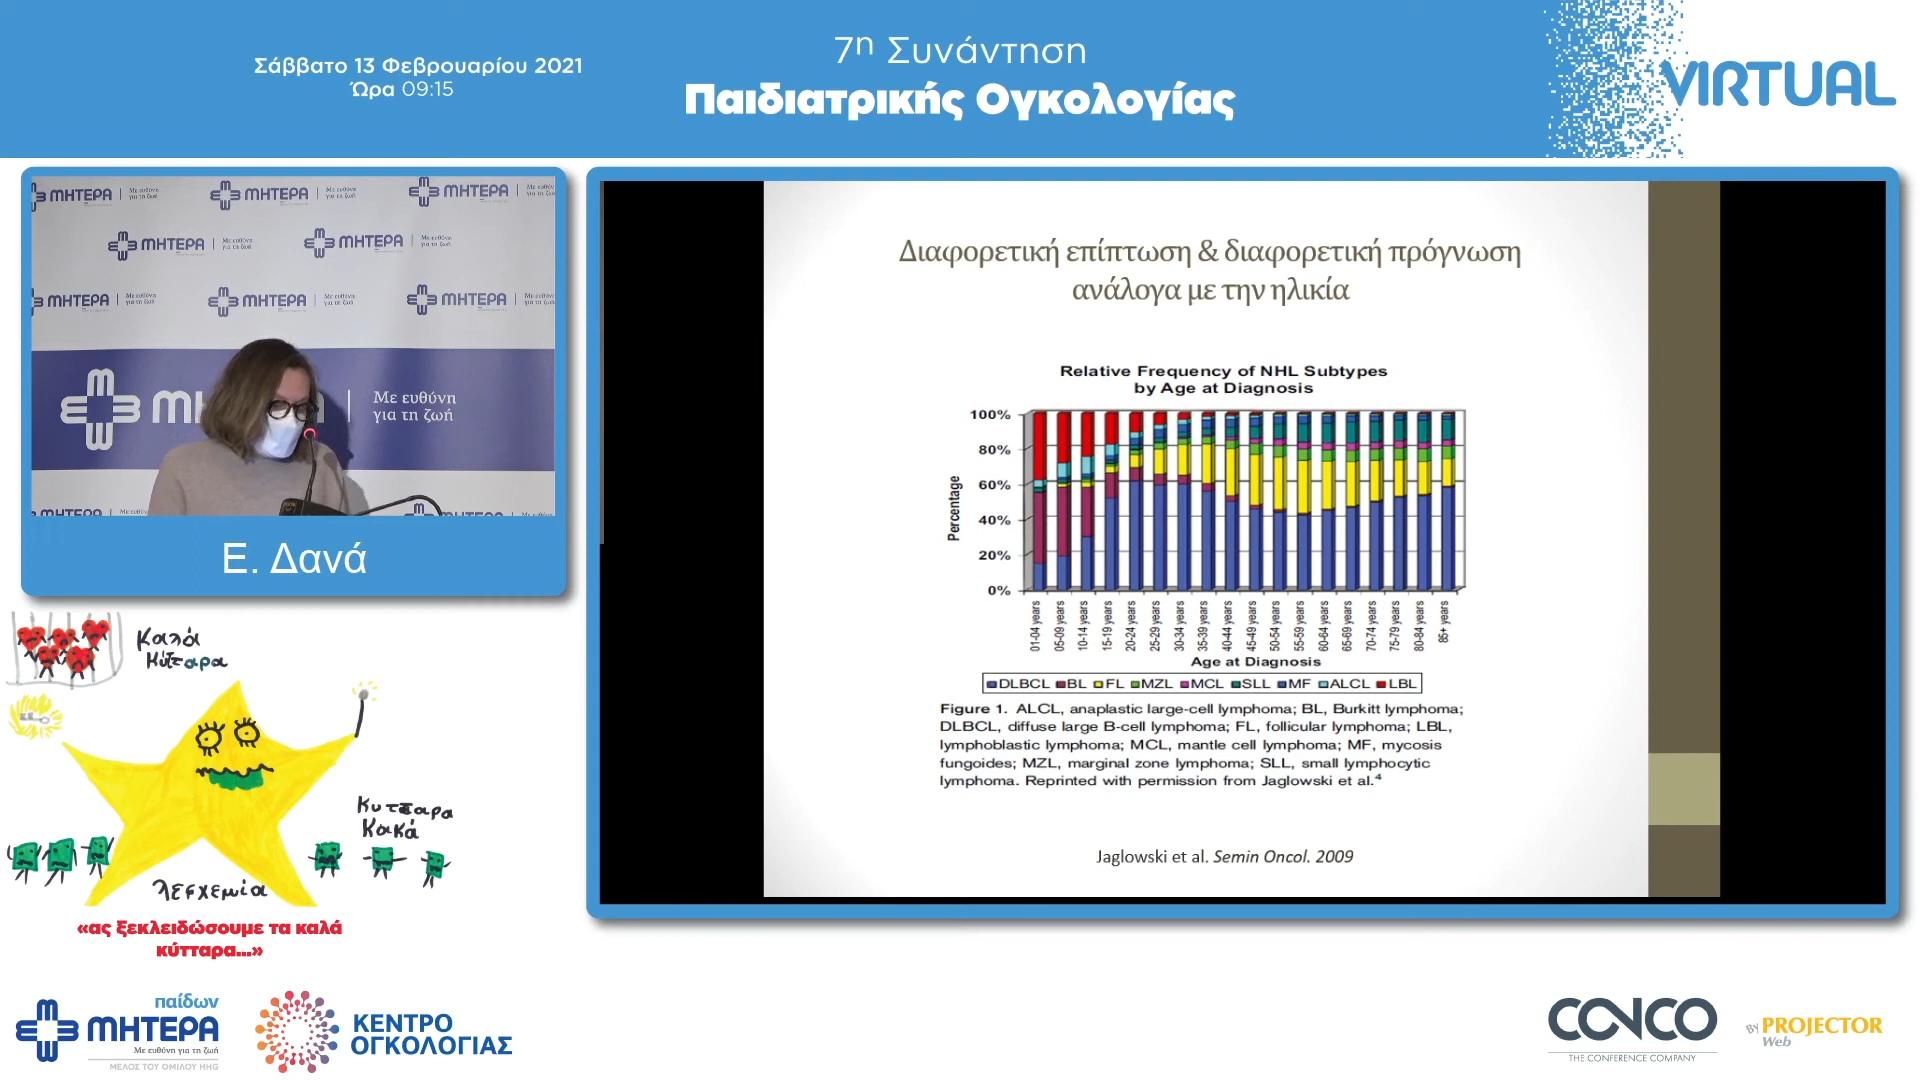 Σάββατο 13 Φεβρουαρίου 2021
Ώρα 09:15
7η Συνάντηση
Παιδιατρικής Ογκολογίας
VIRTUAL
ΜΗΤΕΡΑ
Με ευθύνη
για τη ζωή
Ε. Δανά
Διαφορετική επίπτωση & διαφορετική πρόγνωση
ανάλογα με την ηλικία
Relative Frequency of NHL Subtypes
by Age at Diagnosis
100%
80%
60%
40%
20%
0%
Percentage
01-04 years
05-09 years
10-14 years
15-19 years
20-24 years
25-29 years
30-34 years
35-39 years
40-44 years
45-49 years
50-54 years
55-59 years
60-64 years
65-69 years
70-74 years
75-79 years
80-84 years
85+ years
Age at Diagnosis
DLBCL BL FL MZL MCL SLL MF ALCL LBL
Figure 1. ALCL, anaplastic large-cell lymphoma; BL, Burkitt lymphoma;
DLBCL, diffuse large B-cell lymphoma; FL, follicular lymphoma; LBL,
lymphoblastic lymphoma; MCL, mantle cell lymphoma; MF, mycosis
fungoides; MZL, marginal zone lymphoma; SLL, small lymphocytic
lymphoma. Reprinted with permission from Jaglowski et al.4
Jaglowski et al. Semin Oncol. 2009
Καλά
κύτταρα
Κυτταρα
Κακά
λεφχεμία
«ας ξεκλειδώσουμε τα καλά
κύτταρα...»
παίδων
ΜΗΤΕΡΑ
Με ευθύνη για τη ζωή
ΜΕΛΟΣ ΤΟΥ ΟΜΙΛΟΥ HHG
ΚΕΝΤΡΟ
ΟΓΚΟΛΟΓΙΑΣ
CONCO
THE CONFERENCE COMPANY
BY PROJECTOR
Web